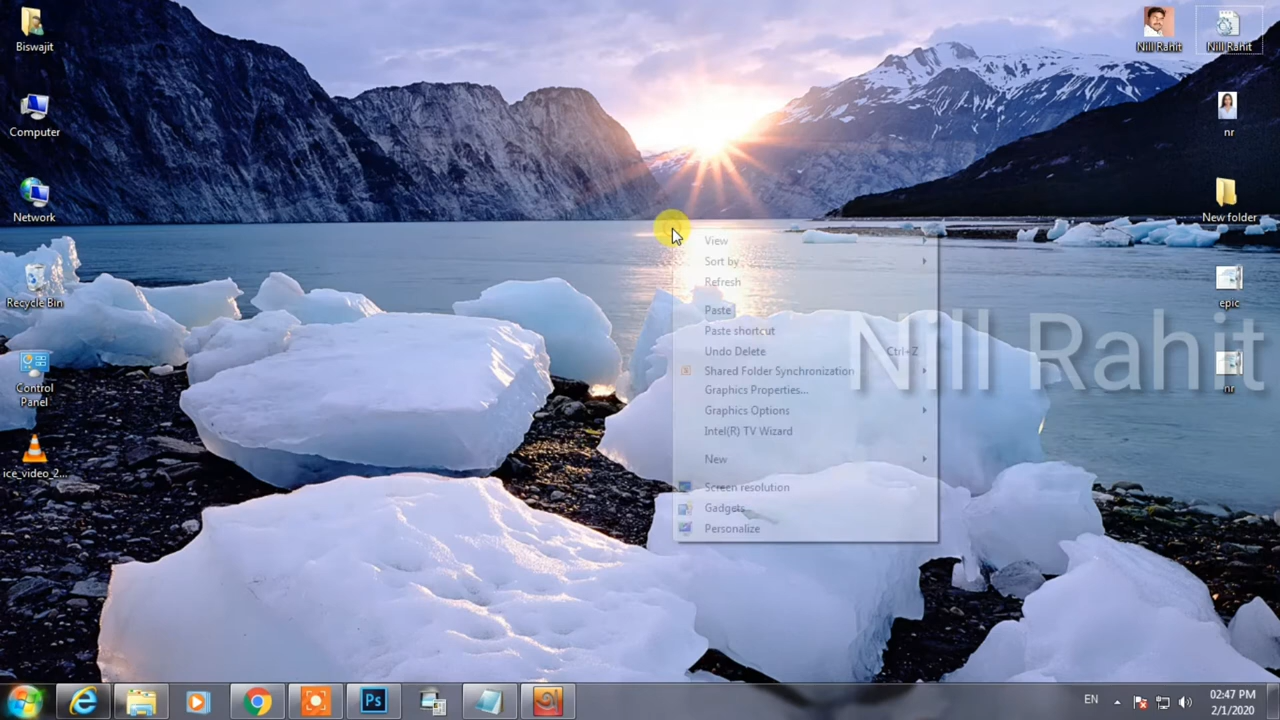 Biswajit
Computer
Network
Recycle Bin
Control
Panel
ice_video_2...
View
Sort by
Refresh
Paste
Paste shortcut
Undo Delete Ctrl+Z
Shared Folder Synchronization
Graphics Properties...
Graphics Options
Intel(R) TV Wizard
New
Screen resolution
Gadgets
Personalize
Nill Rahit
Nill Rahit
Nill Rahit
nr
New folder
epic
nr
Ps
EN
02:47 PM
2/1/2020